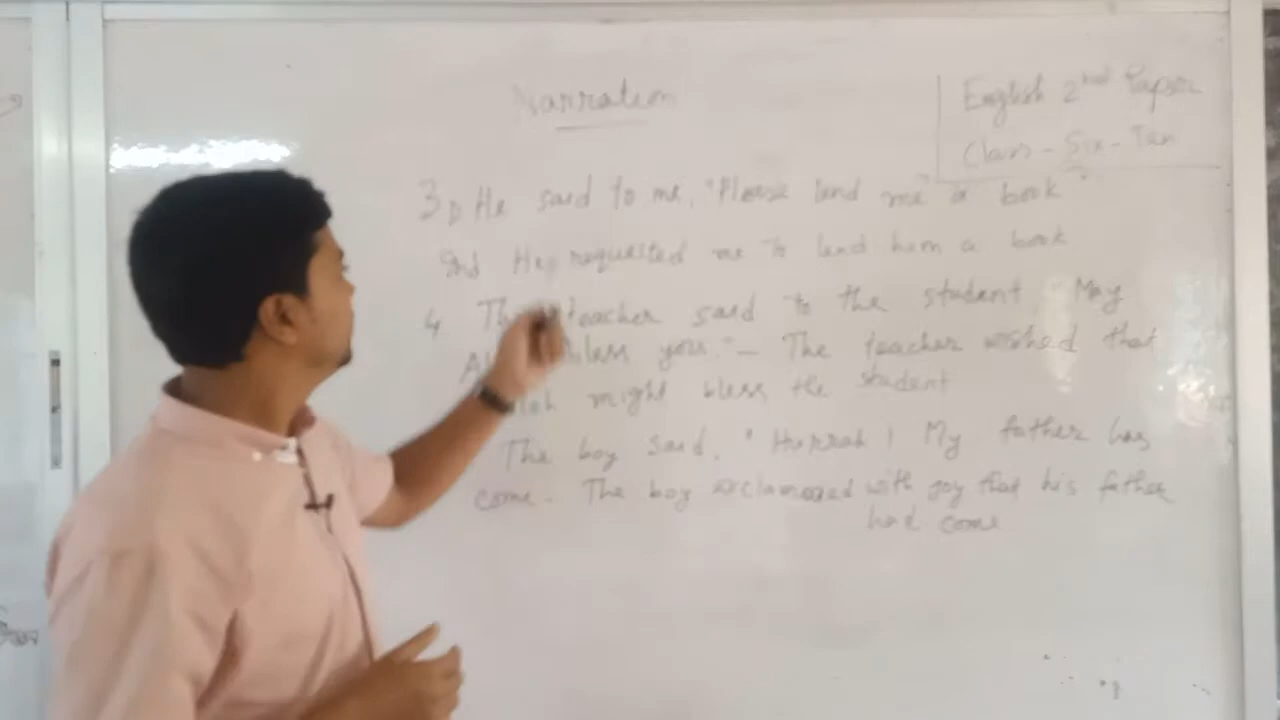 Narration
English 2nd Paper
Class - Six - Ten
3) He said to me, "Please lend me a book"
Ind He requested me to lend him a book
4 The teacher said to the student May
bless you." - The teacher wished that
might bless the student
The boy said, "Hurrah! My father has
come - The boy exclamored with joy that his father
had come